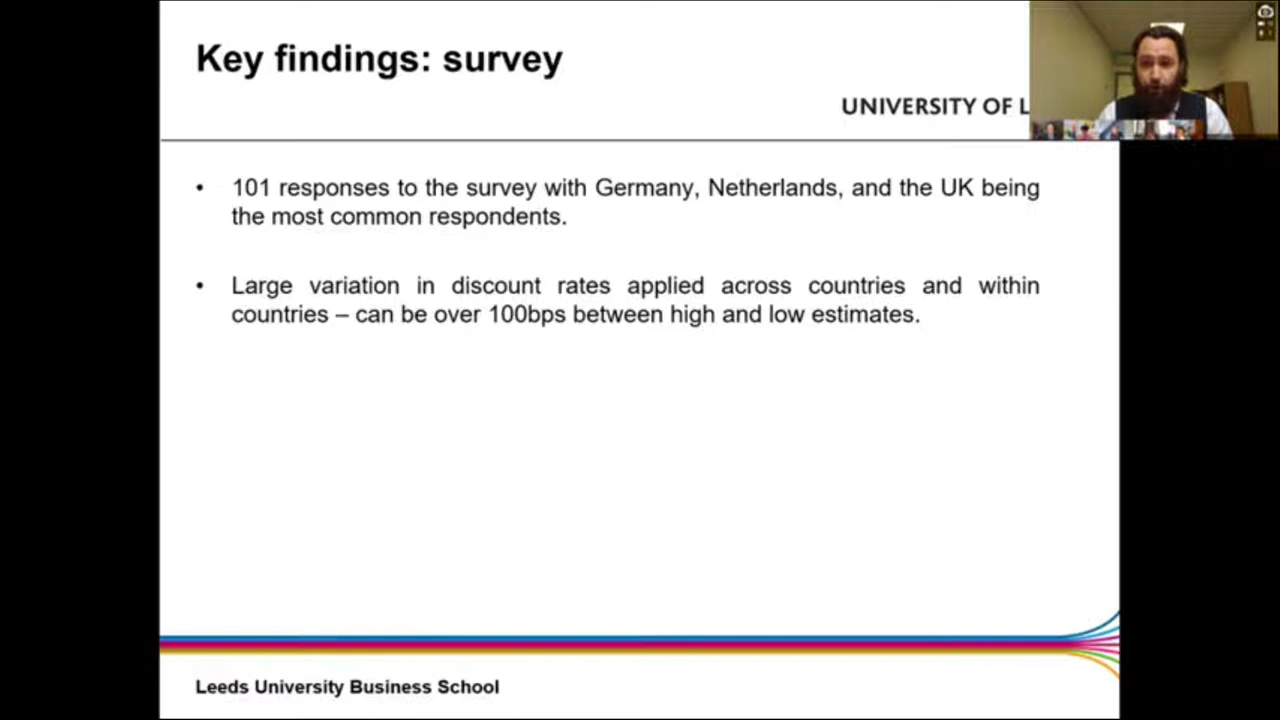 Key findings: survey
UNIVERSITY OF L
• 101 responses to the survey with Germany, Netherlands, and the UK being
the most common respondents.
• Large variation in discount rates applied across countries and within
countries – can be over 100bps between high and low estimates.
Leeds University Business School